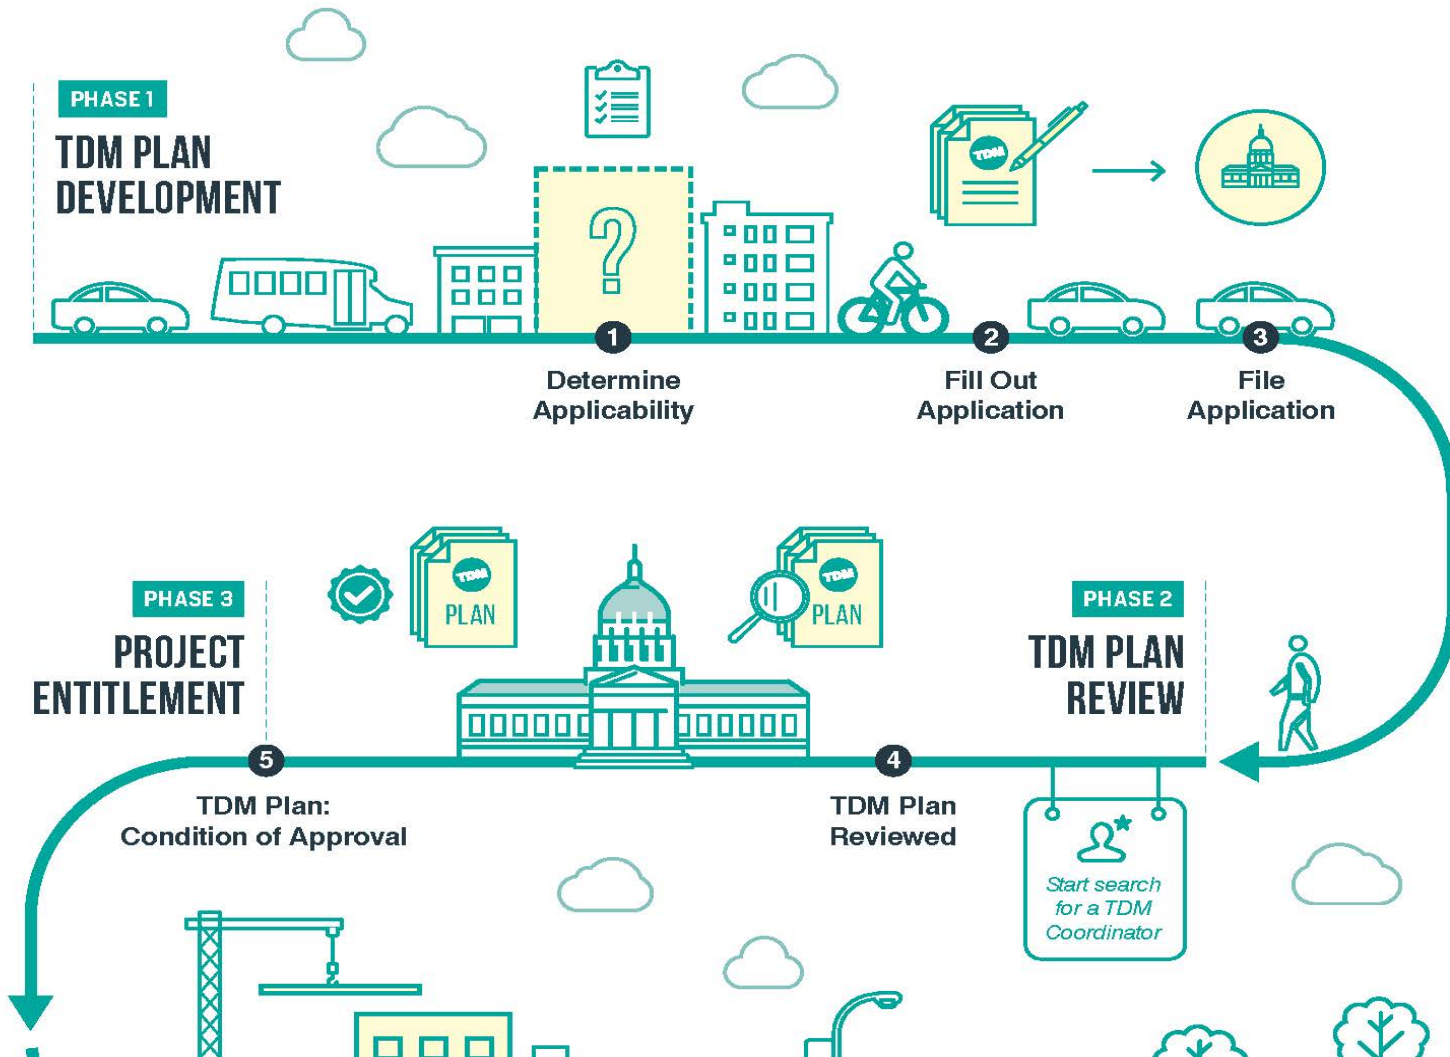 PHASE 1
TDM PLAN
DEVELOPMENT
TDM
?
1
2
3
Determine
Applicability
Fill Out
Application
File
Application
PHASE 2
TDM PLAN
REVIEW
TDM
PLAN
TDM
PLAN
PHASE 3
PROJECT
ENTITLEMENT
4
TDM Plan
Reviewed
Start search
for a TDM
Coordinator
5
TDM Plan:
Condition of Approval